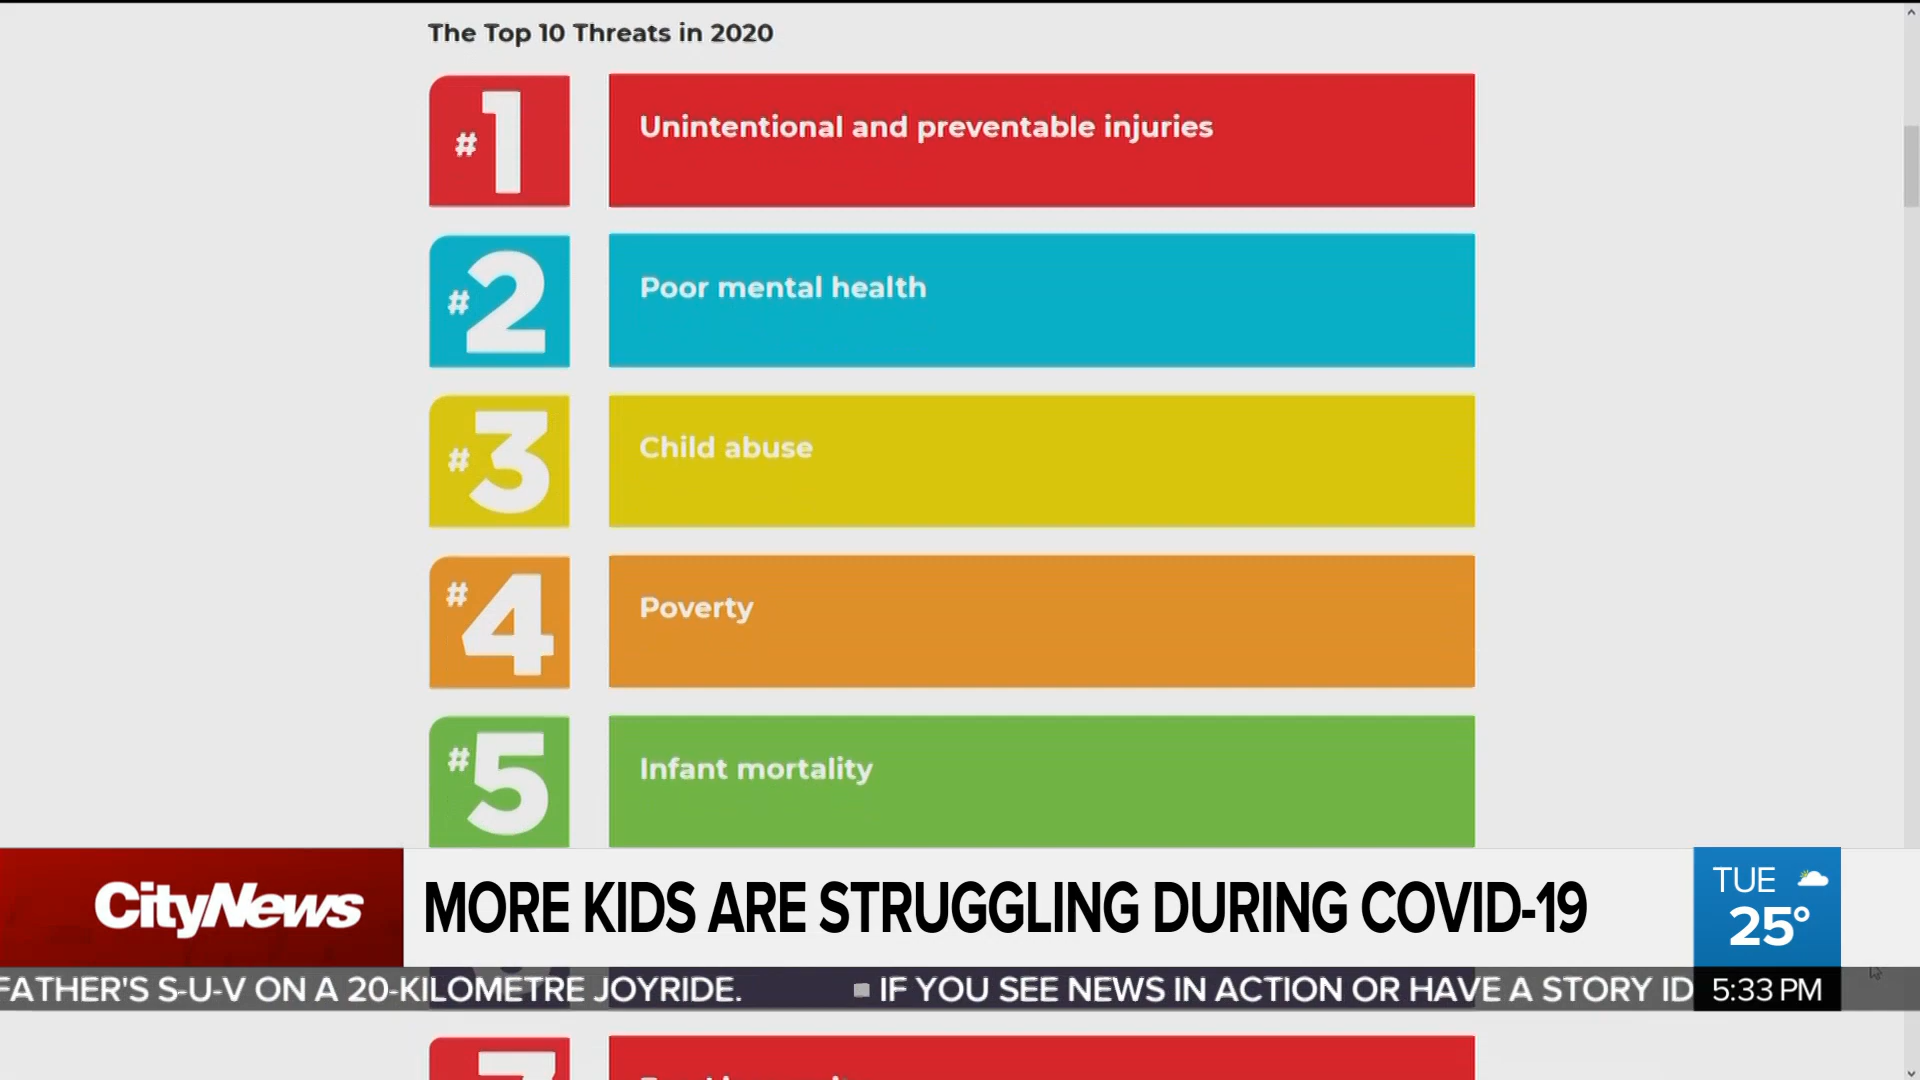 The Top 10 Threats in 2020
#1
Unintentional and preventable injuries
#2
Poor mental health
#3
Child abuse
#4
Poverty
#5
Infant mortality
CityNews
MORE KIDS ARE STRUGGLING DURING COVID-19
TUE
25°
FATHER'S S-U-V ON A 20-KILOMETRE JOYRIDE. ■ IF YOU SEE NEWS IN ACTION OR HAVE A STORY ID
5:33 PM